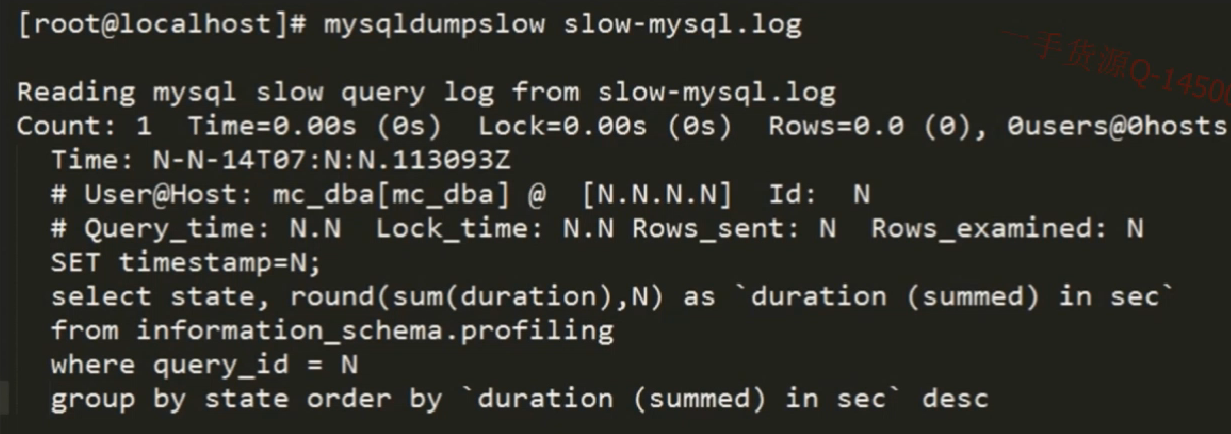 [root@localhost]# mysqldumpslow slow-mysql.log
一手货源Q-1450
Reading mysql slow query log from slow-mysql.log
Count: 1  Time=0.00s (0s)  Lock=0.00s (0s)  Rows=0.0 (0), 0users@0hosts
Time: N-N-14T07:N:N.113093Z
# User@Host: mc_dba[mc_dba] @  [N.N.N.N]  Id:  N
# Query_time: N.N  Lock_time: N.N Rows_sent: N  Rows_examined: N
SET timestamp=N;
select state, round(sum(duration),N) as `duration (summed) in sec`
from information_schema.profiling
where query_id = N
group by state order by `duration (summed) in sec` desc